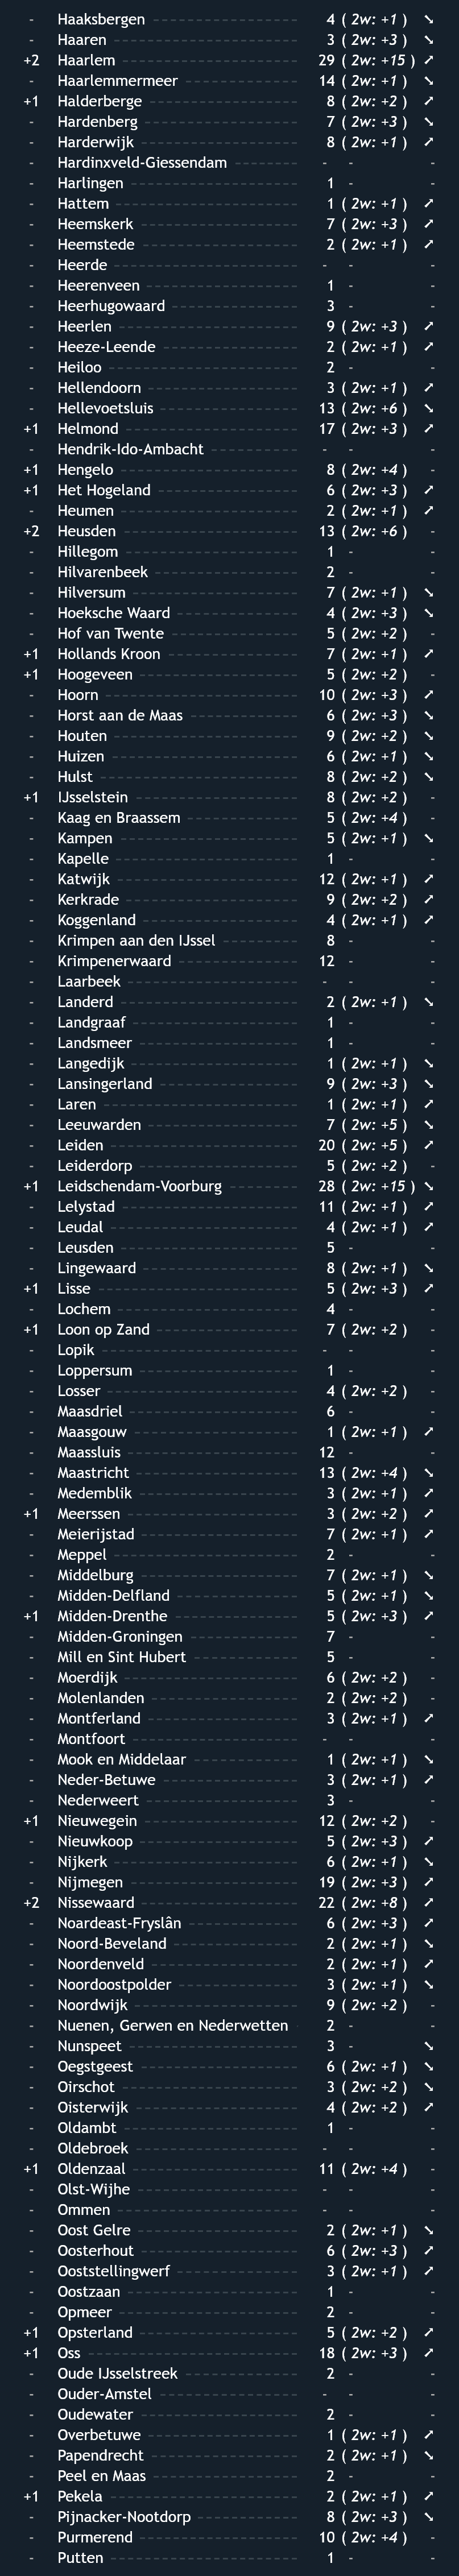 - Haaksbergen 4 ( 2w: +1 ) ↘
- Haaren 3 ( 2w: +3 ) ↘
+2 Haarlem 29 ( 2w: +15 ) ↗
- Haarlemmermeer 14 ( 2w: +1 ) ↘
+1 Halderberge 8 ( 2w: +2 ) ↗
- Hardenberg 7 ( 2w: +3 ) ↘
- Harderwijk 8 ( 2w: +1 ) ↗
- Hardinxveld-Giessendam - - -
- Harlingen 1 - -
- Hattem 1 ( 2w: +1 ) ↗
- Heemskerk 7 ( 2w: +3 ) ↗
- Heemstede 2 ( 2w: +1 ) ↗
- Heerde - - -
- Heerenveen 1 - -
- Heerhugowaard 3 - -
- Heerlen 9 ( 2w: +3 ) ↗
- Heeze-Leende 2 ( 2w: +1 ) ↗
- Heiloo 2 - -
- Hellendoorn 3 ( 2w: +1 ) ↗
- Hellevoetsluis 13 ( 2w: +6 ) ↘
+1 Helmond 17 ( 2w: +3 ) ↗
- Hendrik-Ido-Ambacht - - -
+1 Hengelo 8 ( 2w: +4 ) -
+1 Het Hogeland 6 ( 2w: +3 ) ↗
- Heumen 2 ( 2w: +1 ) ↗
+2 Heusden 13 ( 2w: +6 ) -
- Hillegom 1 - -
- Hilvarenbeek 2 - -
- Hilversum 7 ( 2w: +1 ) ↘
- Hoeksche Waard 4 ( 2w: +3 ) ↘
- Hof van Twente 5 ( 2w: +2 ) -
+1 Hollands Kroon 7 ( 2w: +1 ) ↗
+1 Hoogeveen 5 ( 2w: +2 ) -
- Hoorn 10 ( 2w: +3 ) ↗
- Horst aan de Maas 6 ( 2w: +3 ) ↘
- Houten 9 ( 2w: +2 ) ↘
- Huizen 6 ( 2w: +1 ) ↘
- Hulst 8 ( 2w: +2 ) ↘
+1 IJsselstein 8 ( 2w: +2 ) -
- Kaag en Braassem 5 ( 2w: +4 ) -
- Kampen 5 ( 2w: +1 ) ↘
- Kapelle 1 - -
- Katwijk 12 ( 2w: +1 ) ↗
- Kerkrade 9 ( 2w: +2 ) ↗
- Koggenland 4 ( 2w: +1 ) ↗
- Krimpen aan den IJssel 8 - -
- Krimpenerwaard 12 - -
- Laarbeek - - -
- Landerd 2 ( 2w: +1 ) ↘
- Landgraaf 1 - -
- Landsmeer 1 - -
- Langedijk 1 ( 2w: +1 ) ↘
- Lansingerland 9 ( 2w: +3 ) ↘
- Laren 1 ( 2w: +1 ) ↗
- Leeuwarden 7 ( 2w: +5 ) ↘
- Leiden 20 ( 2w: +5 ) ↗
- Leiderdorp 5 ( 2w: +2 ) -
+1 Leidschendam-Voorburg 28 ( 2w: +15 ) ↘
- Lelystad 11 ( 2w: +1 ) ↗
- Leudal 4 ( 2w: +1 ) ↗
- Leusden 5 - -
- Lingewaard 8 ( 2w: +1 ) ↘
+1 Lisse 5 ( 2w: +3 ) ↗
- Lochem 4 - -
+1 Loon op Zand 7 ( 2w: +2 ) -
- Lopik - - -
- Loppersum 1 - -
- Losser 4 ( 2w: +2 ) -
- Maasdriel 6 - -
- Maasgouw 1 ( 2w: +1 ) ↗
- Maassluis 12 - -
- Maastricht 13 ( 2w: +4 ) ↘
- Medemblik 3 ( 2w: +1 ) ↗
+1 Meerssen 3 ( 2w: +2 ) ↗
- Meierijstad 7 ( 2w: +1 ) ↗
- Meppel 2 - -
- Middelburg 7 ( 2w: +1 ) ↘
- Midden-Delfland 5 ( 2w: +1 ) ↘
+1 Midden-Drenthe 5 ( 2w: +3 ) ↗
- Midden-Groningen 7 - -
- Mill en Sint Hubert 5 - -
- Moerdijk 6 ( 2w: +2 ) -
- Molenlanden 2 ( 2w: +2 ) -
- Montferland 3 ( 2w: +1 ) ↗
- Montfoort - - -
- Mook en Middelaar 1 ( 2w: +1 ) ↘
- Neder-Betuwe 3 ( 2w: +1 ) ↗
- Nederweert 3 - -
+1 Nieuwegein 12 ( 2w: +2 ) -
- Nieuwkoop 5 ( 2w: +3 ) ↗
- Nijkerk 6 ( 2w: +1 ) ↘
- Nijmegen 19 ( 2w: +3 ) ↗
+2 Nissewaard 22 ( 2w: +8 ) ↗
- Noardeast-Fryslân 6 ( 2w: +3 ) ↗
- Noord-Beveland 2 ( 2w: +1 ) ↘
- Noordenveld 2 ( 2w: +1 ) ↗
- Noordoostpolder 3 ( 2w: +1 ) ↘
- Noordwijk 9 ( 2w: +2 ) -
- Nuenen, Gerwen en Nederwetten 2 - -
- Nunspeet 3 - ↘
- Oegstgeest 6 ( 2w: +1 ) ↘
- Oirschot 3 ( 2w: +2 ) ↘
- Oisterwijk 4 ( 2w: +2 ) ↗
- Oldambt 1 - -
- Oldebroek - - -
+1 Oldenzaal 11 ( 2w: +4 ) -
- Olst-Wijhe - - -
- Ommen - - -
- Oost Gelre 2 ( 2w: +1 ) ↘
- Oosterhout 6 ( 2w: +3 ) ↗
- Ooststellingwerf 3 ( 2w: +1 ) ↗
- Oostzaan 1 - -
- Opmeer 2 - -
+1 Opsterland 5 ( 2w: +2 ) ↗
+1 Oss 18 ( 2w: +3 ) ↗
- Oude IJsselstreek 2 - -
- Ouder-Amstel - - -
- Oudewater 2 - -
- Overbetuwe 1 ( 2w: +1 ) ↗
- Papendrecht 2 ( 2w: +1 ) ↘
- Peel en Maas 2 - -
+1 Pekela 2 ( 2w: +1 ) ↗
- Pijnacker-Nootdorp 8 ( 2w: +3 ) ↘
- Purmerend 10 ( 2w: +4 ) -
- Putten 1 - -